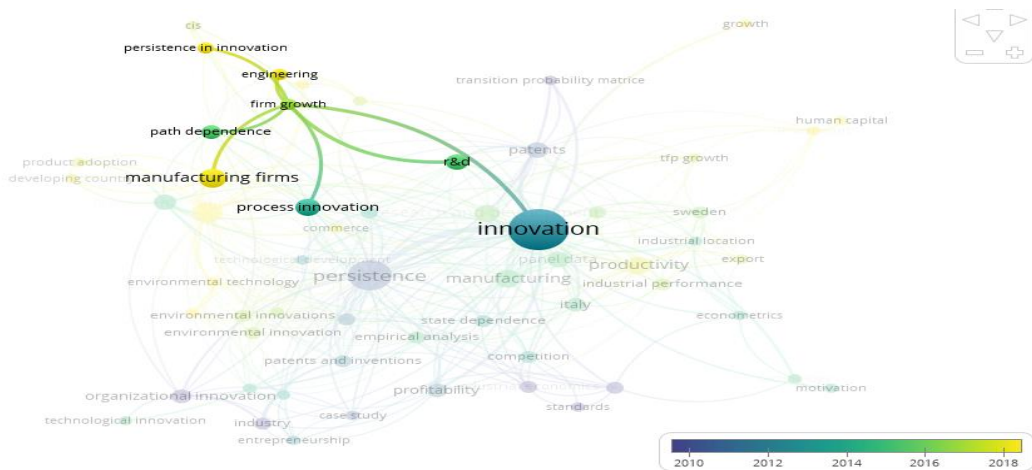 cis
growth
persistence in innovation
engineering
transition probability matrice
firm growth
human capital
path dependence
patents
r&d
tfp growth
product adoption
developing country
manufacturing firms
process innovation
sweden
commerce
innovation
industrial location
technological development
panel data
persistence
manufacturing
productivity
export
environmental technology
industrial performance
italy
environmental innovations
state dependence
econometrics
environmental innovation
empirical analysis
patents and inventions
competition
profitability
motivation
organizational innovation
case study
standards
technological innovation
industry
entrepreneurship
2010
2012
2014
2016
2018